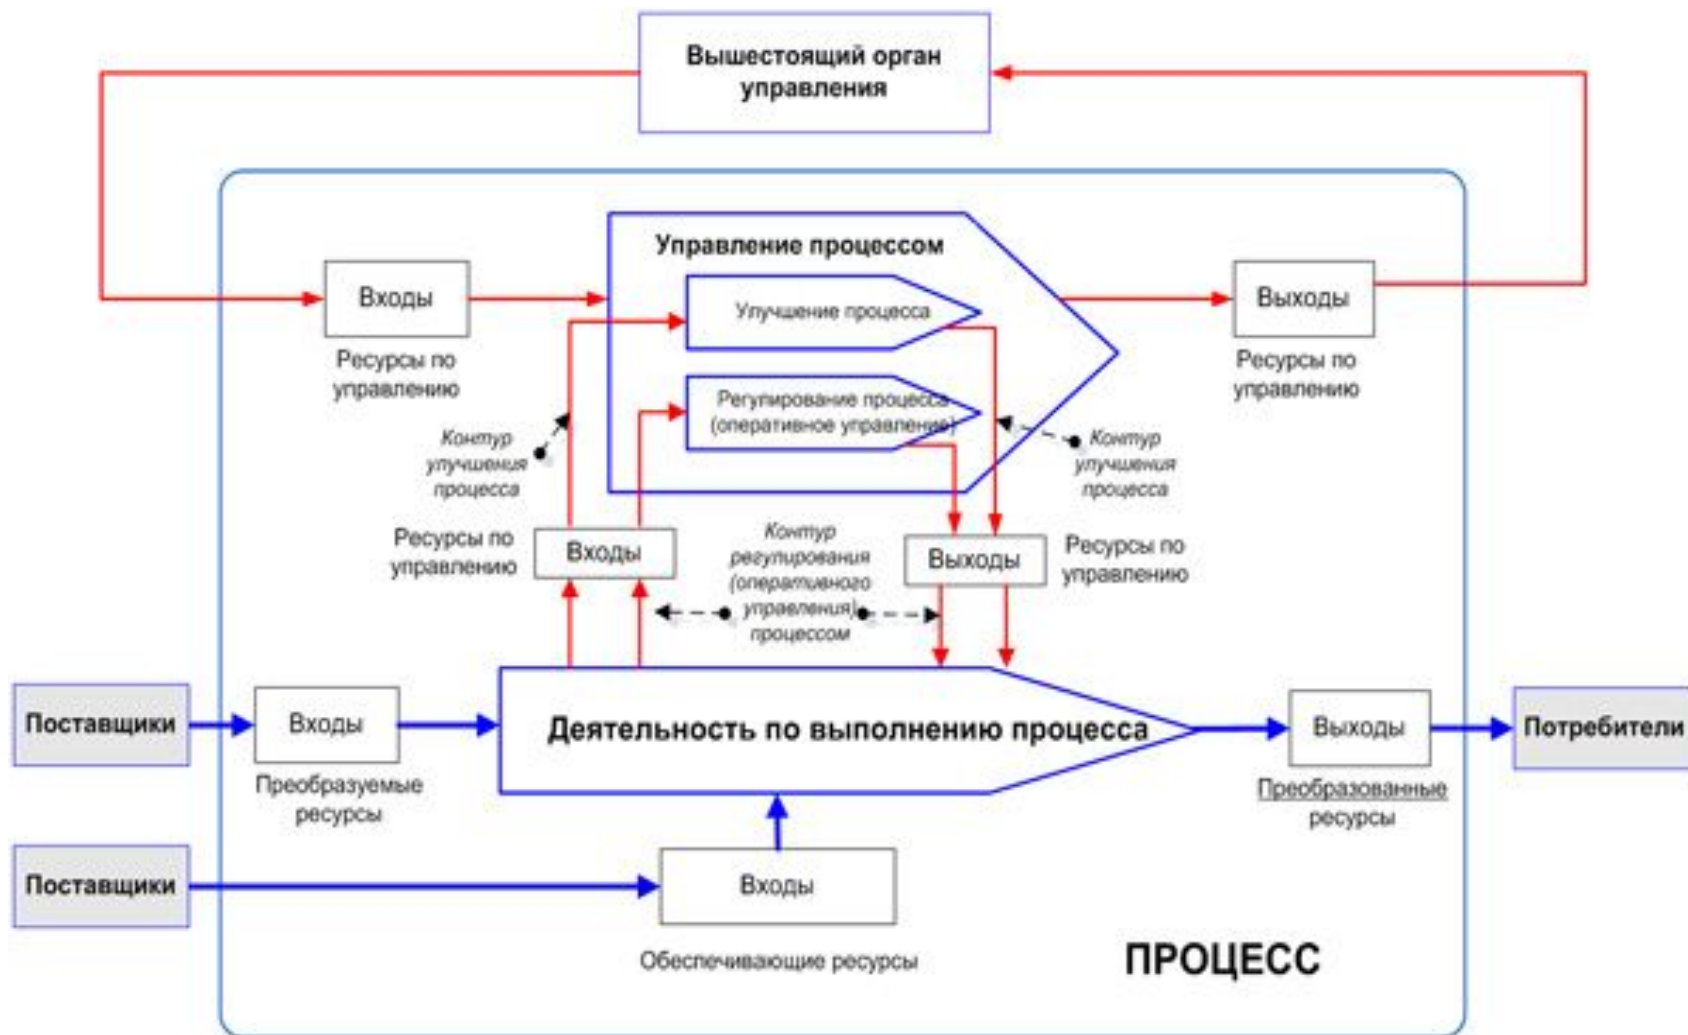 Вышестоящий орган
управления
Управление процессом
Входы
Ресурсы по
управлению
Улучшение процесса
Выходы
Ресурсы по
управлению
Регулирование процесса
(оперативное управление)
Контур
улучшения
процесса
Контур
улучшения
процесса
Ресурсы по
управлению
Входы
Контур
регулирования
(оперативного
управления)
процессом
Выходы
Ресурсы по
управлению
Поставщики
Входы
Преобразуемые
ресурсы
Деятельность по выполнению процесса
Выходы
Преобразованные
ресурсы
Потребители
Поставщики
Входы
Обеспечивающие ресурсы
ПРОЦЕСС